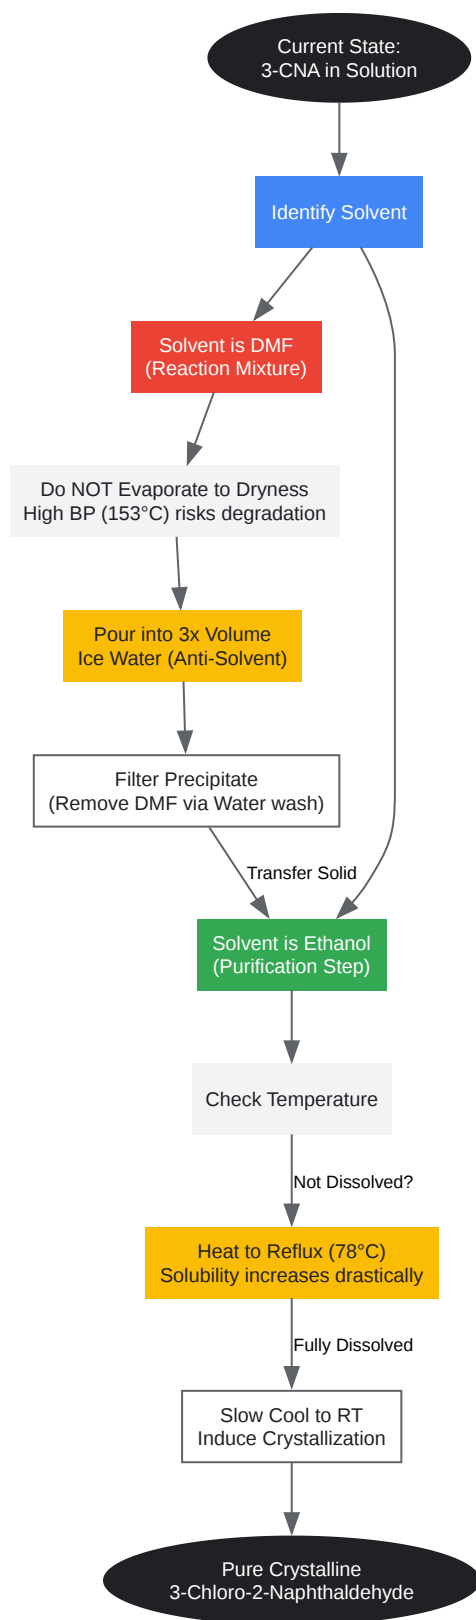 Current State:
3-CNA in Solution
Identify Solvent
Solvent is DMF
(Reaction Mixture)
Do NOT Evaporate to Dryness
High BP (153°C) risks degradation
Pour into 3x Volume
Ice Water (Anti-Solvent)
Filter Precipitate
(Remove DMF via Water wash)
Transfer Solid
Solvent is Ethanol
(Purification Step)
Check Temperature
Not Dissolved?
Heat to Reflux (78°C)
Solubility increases drastically
Fully Dissolved
Slow Cool to RT
Induce Crystallization
Pure Crystalline
3-Chloro-2-Naphthaldehyde